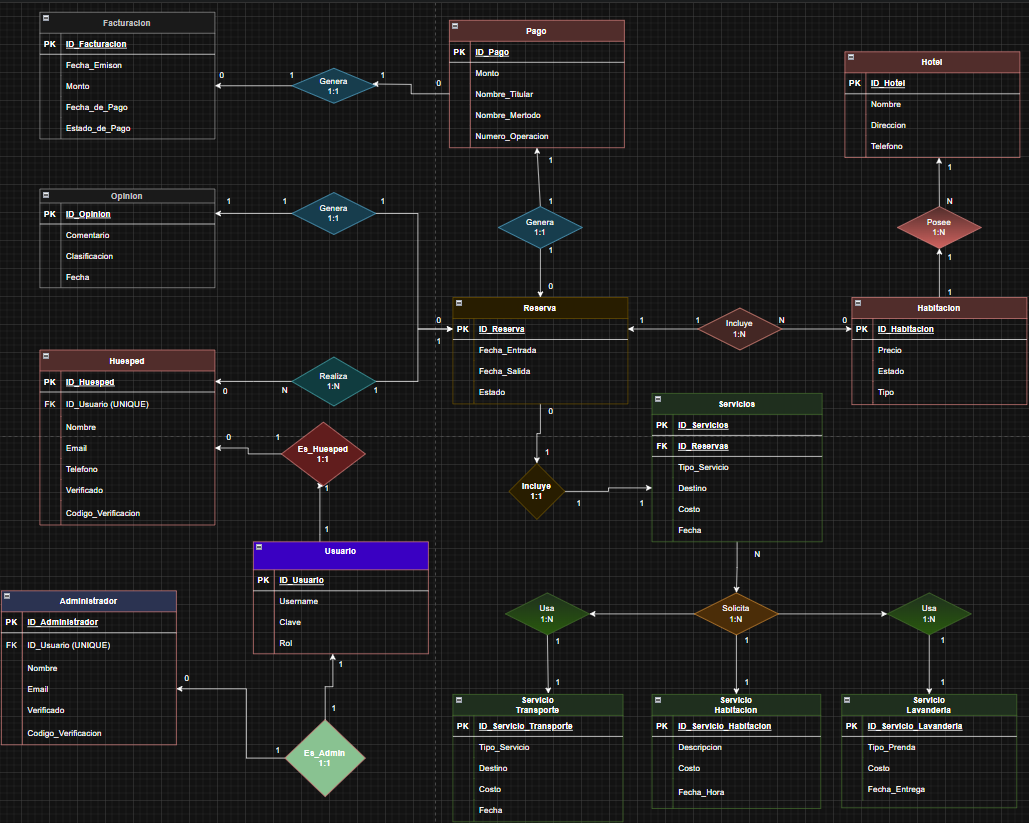 Facturacion
PK ID_Facturacion
Fecha_Emison
Monto
Fecha_de_Pago
Estado_de_Pago
0 1
Genera
1:1
1 0
Pago
PK ID_Pago
Monto
Nombre_Titular
Nombre_Mertodo
Numero_Operacion
Hotel
PK ID_Hotel
Nombre
Direccion
Telefono
1
N
Posee
1:N
1
1
Opinion
PK ID_Opinion
Comentario
Clasificacion
Fecha
1 1
Genera
1:1
1
1
1
Genera
1:1
1
0
Reserva
PK ID_Reserva
Fecha_Entrada
Fecha_Salida
Estado
0
1
1 1
Incluye
1:N
N 0
Habitacion
PK ID_Habitacion
Precio
Estado
Tipo
Huesped
PK ID_Huesped
FK ID_Usuario (UNIQUE)
Nombre
Email
Telefono
Verificado
Codigo_Verificacion
0 N
Realiza
1:N
1
0 1
Es_Huesped
1:1
1
1
0
1
Incluye
1:1
1 1
Servicios
PK ID_Servicios
FK ID_Reservas
Tipo_Servicio
Destino
Costo
Fecha
N
Usuario
PK ID_Usuario
Username
Clave
Rol
1
1
Es_Admin
1:1
1
0
Administrador
PK ID_Administrador
FK ID_Usuario (UNIQUE)
Nombre
Email
Verificado
Codigo_Verificacion
Usa
1:N
Solicita
1:N
Usa
1:N
1 1 1
1 1 1
Servicio
Transporte
PK ID_Servicio_Transporte
Tipo_Servicio
Destino
Costo
Fecha
Servicio
Habitacion
PK ID_Servicio_Habitacion
Descripcion
Costo
Fecha_Hora
Servicio
Lavanderia
PK ID_Servicio_Lavanderia
Tipo_Prenda
Costo
Fecha_Entrega